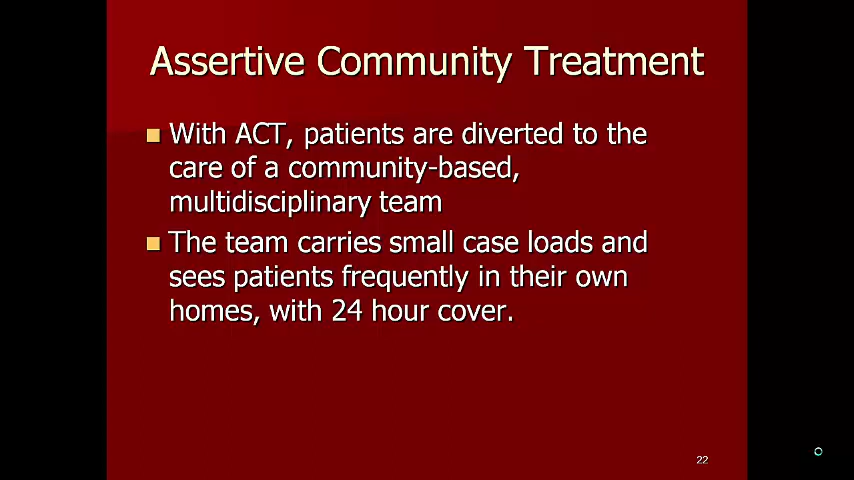 Assertive Community Treatment
With ACT, patients are diverted to the
care of a community-based,
multidisciplinary team
The team carries small case loads and
sees patients frequently in their own
homes, with 24 hour cover.
22